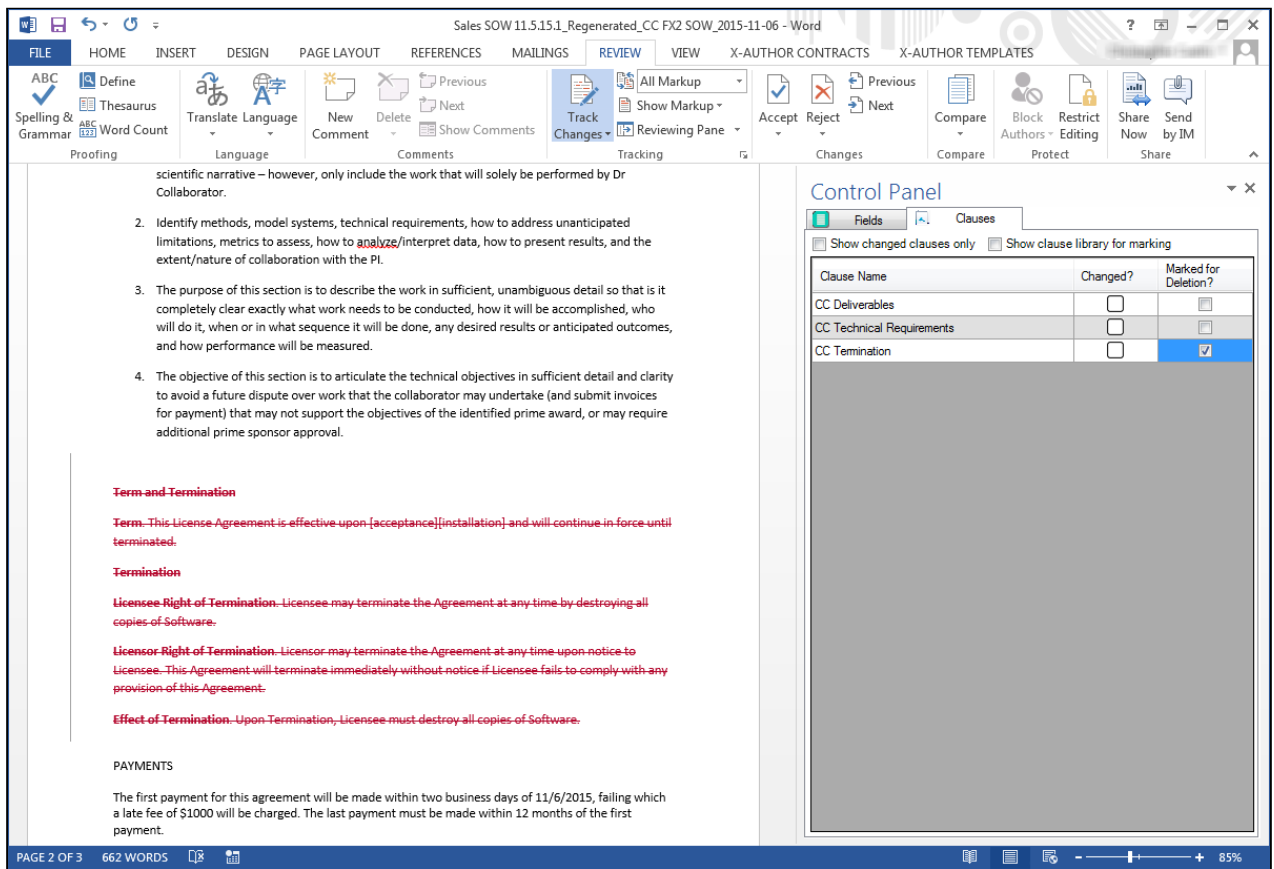 Sales SOW 11.5.15.1_Regenerated_CC FX2 SOW_2015-11-06 - Word
FILE HOME INSERT DESIGN PAGE LAYOUT REFERENCES MAILINGS REVIEW VIEW X-AUTHOR CONTRACTS X-AUTHOR TEMPLATES
ABC
Spelling &
Grammar
Define
Thesaurus
ABC
123
Word Count
Proofing
Translate
Language
Language
New
Comment
Delete
Previous
Next
Show Comments
Comments
Track
Changes
All Markup
Show Markup
Reviewing Pane
Tracking
Accept
Reject
Previous
Next
Changes
Compare
Compare
Block
Authors
Restrict
Editing
Protect
Share
Now
Send
by IM
Share
scientific narrative – however, only include the work that will solely be performed by Dr
Collaborator.
2. Identify methods, model systems, technical requirements, how to address unanticipated
limitations, metrics to assess, how to analyze/interpret data, how to present results, and the
extent/nature of collaboration with the PI.
3. The purpose of this section is to describe the work in sufficient, unambiguous detail so that is it
completely clear exactly what work needs to be conducted, how it will be accomplished, who
will do it, when or in what sequence it will be done, any desired results or anticipated outcomes,
and how performance will be measured.
4. The objective of this section is to articulate the technical objectives in sufficient detail and clarity
to avoid a future dispute over work that the collaborator may undertake (and submit invoices
for payment) that may not support the objectives of the identified prime award, or may require
additional prime sponsor approval.
Term and Termination
Term. This License Agreement is effective upon [acceptance][installation] and will continue in force until
terminated.
Termination
Licensee Right of Termination. Licensee may terminate the Agreement at any time by destroying all
copies of Software.
Licensor Right of Termination. Licensor may terminate the Agreement at any time upon notice to
Licensee. This Agreement will terminate immediately without notice if Licensee fails to comply with any
provision of this Agreement.
Effect of Termination. Upon Termination, Licensee must destroy all copies of Software.
PAYMENTS
The first payment for this agreement will be made within two business days of 11/6/2015, failing which
a late fee of $1000 will be charged. The last payment must be made within 12 months of the first
payment.
Control Panel
Fields Clauses
Show changed clauses only Show clause library for marking
Clause Name Changed? Marked for
Deletion?
CC Deliverables
CC Technical Requirements
CC Termination
PAGE 2 OF 3 662 WORDS 85%